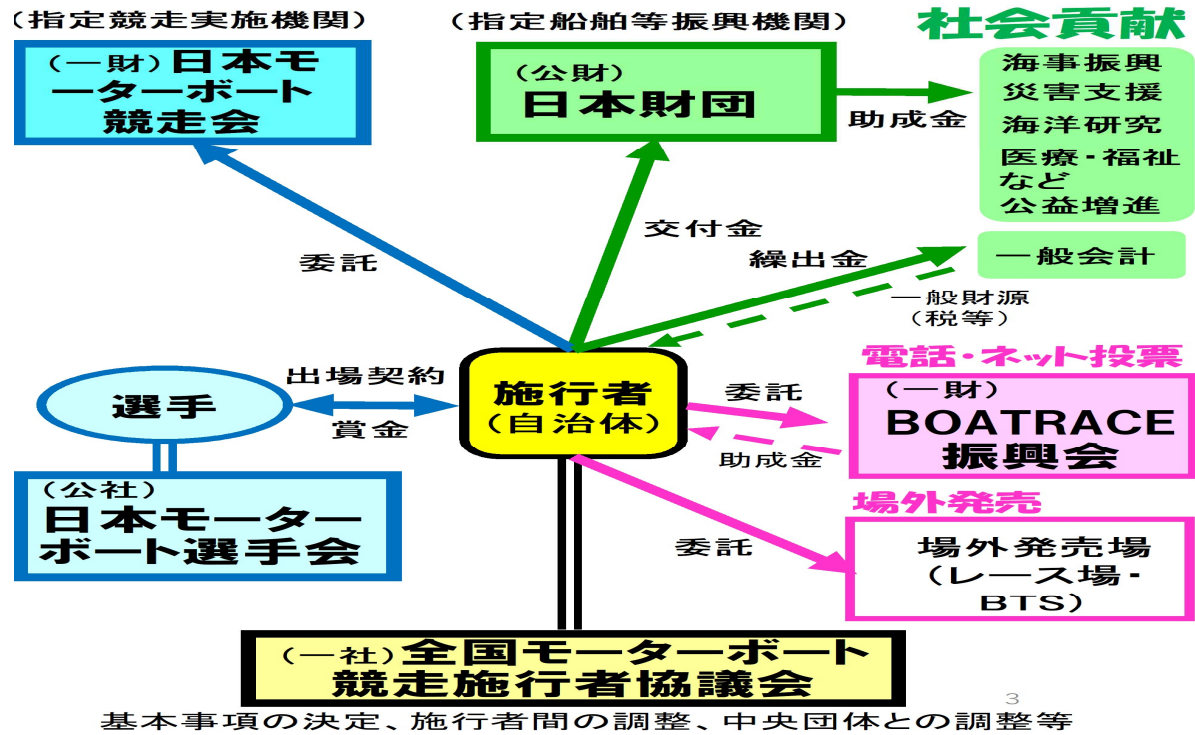 （指定競走実施機関）
（一財）日本モ
ーターボート
競走会
（指定船舶等振興機関）
（公財）
日本財団
助成金
社会貢献
海事振興
災害支援
海洋研究
医療・福祉
など
公益増進
委託
交付金
繰出金
一般会計
一般財源
（税等）
選手
出場契約
賞金
施行者
（自治体）
電話・ネット投票
委託
助成金
（一財）
BOATRACE
振興会
（公社）
日本モーター
ボート選手会
場外発売
委託
場外発売場
（レース場・
BTS）
（一社）全国モーターボート
競走施行者協議会
3
基本事項の決定、施行者間の調整、中央団体との調整等